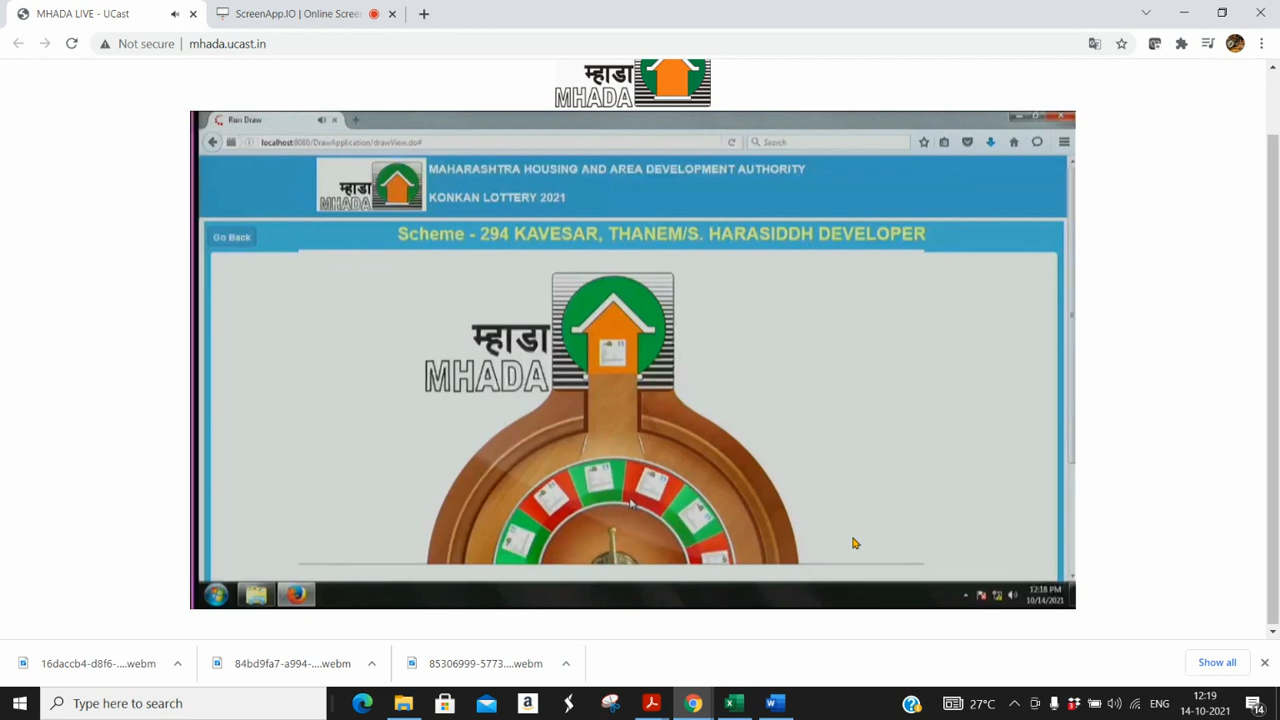 MHADA LIVE - UCast
ScreenApp.IO | Online Scree
Not secure | mhada.ucast.in
म्हाडा
MHADA
Run Draw
localhost:8080/DrawApplication/drawView.do#
Search
म्हाडा
MHADA
MAHARASHTRA HOUSING AND AREA DEVELOPMENT AUTHORITY
KONKAN LOTTERY 2021
Go Back
Scheme - 294 KAVESAR, THANEM/S. HARASIDDH DEVELOPER
म्हाडा
MHADA
12:18 PM
10/14/2021
16daccb4-d8f6-....webm
84bd9fa7-a994-....webm
85306999-5773....webm
Show all
Type here to search
27°C
ENG
12:19
14-10-2021
14